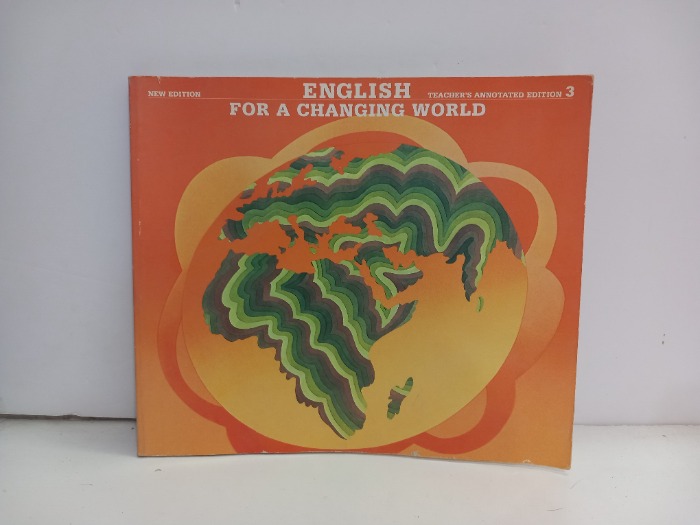 NEW EDITION
ENGLISH
TEACHER'S ANNOTATED EDITION 3
FOR A CHANGING WORLD